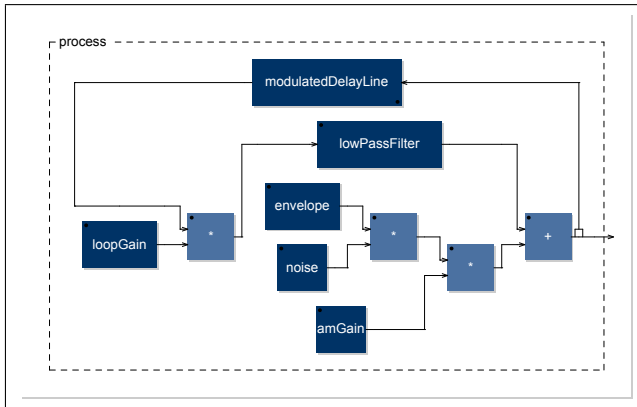 process
modulatedDelayLine
lowPassFilter
envelope
loopGain
*
*
+
noise
*
amGain